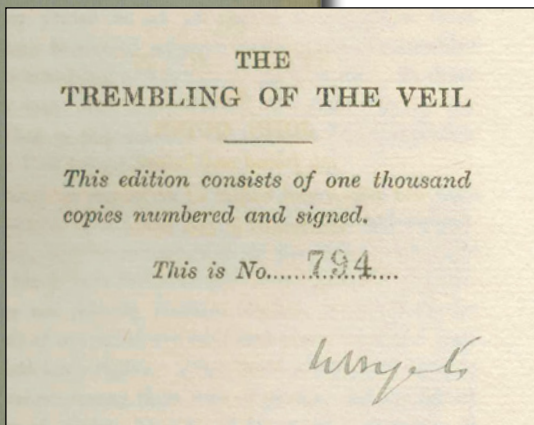 THE
TREMBLING OF THE VEIL
This edition consists of one thousand
copies numbered and signed.
This is No......794....
WBYeats